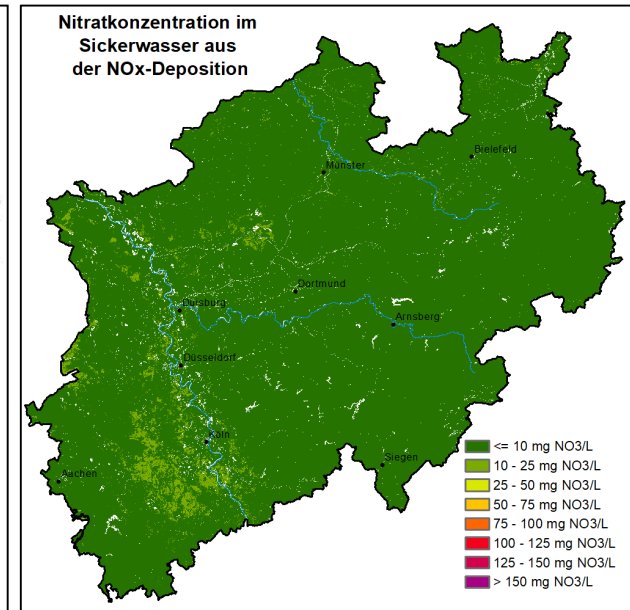 Nitratkonzentration im
Sickerwasser aus
der NOx-Deposition
Bielefeld
Münster
Dortmund
Duisburg
Arnsberg
Düsseldorf
Köln
Siegen
Aachen
<= 10 mg NO3/L
10 - 25 mg NO3/L
25 - 50 mg NO3/L
50 - 75 mg NO3/L
75 - 100 mg NO3/L
100 - 125 mg NO3/L
125 - 150 mg NO3/L
> 150 mg NO3/L